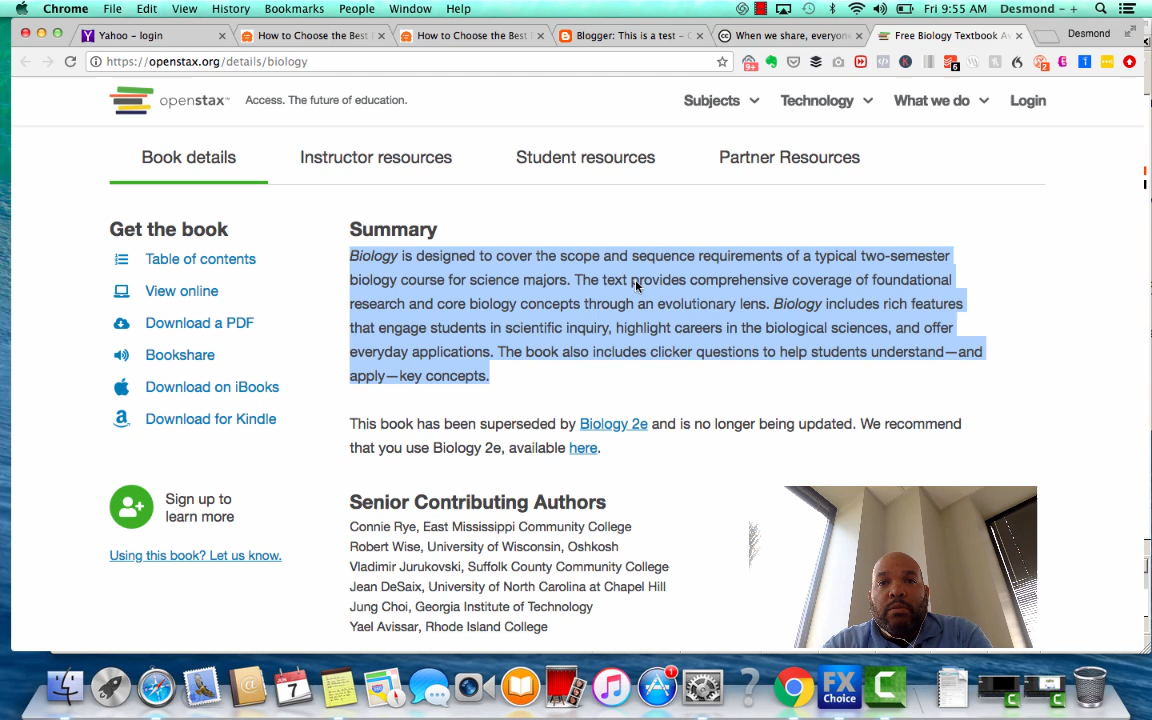 Chrome File Edit View History Bookmarks People Window Help Fri 9:55 AM Desmond - +
Yahoo - login
How to Choose the Best
How to Choose the Best
Blogger: This is a test -
When we share, everyone
Free Biology Textbook
Desmond
https://openstax.org/details/biology
openstax™ Access. The future of education.
Subjects Technology What we do Login
Book details Instructor resources Student resources Partner Resources
Get the book
Table of contents
View online
Download a PDF
Bookshare
Download on iBooks
Download for Kindle
Sign up to
learn more
Using this book? Let us know.
Summary
Biology is designed to cover the scope and sequence requirements of a typical two-semester
biology course for science majors. The text provides comprehensive coverage of foundational
research and core biology concepts through an evolutionary lens. Biology includes rich features
that engage students in scientific inquiry, highlight careers in the biological sciences, and offer
everyday applications. The book also includes clicker questions to help students understand—and
apply—key concepts.
This book has been superseded by Biology 2e and is no longer being updated. We recommend
that you use Biology 2e, available here.
Senior Contributing Authors
Connie Rye, East Mississippi Community College
Robert Wise, University of Wisconsin, Oshkosh
Vladimir Jurukovski, Suffolk County Community College
Jean DeSaix, University of North Carolina at Chapel Hill
Jung Choi, Georgia Institute of Technology
Yael Avissar, Rhode Island College
7
FX
Choice